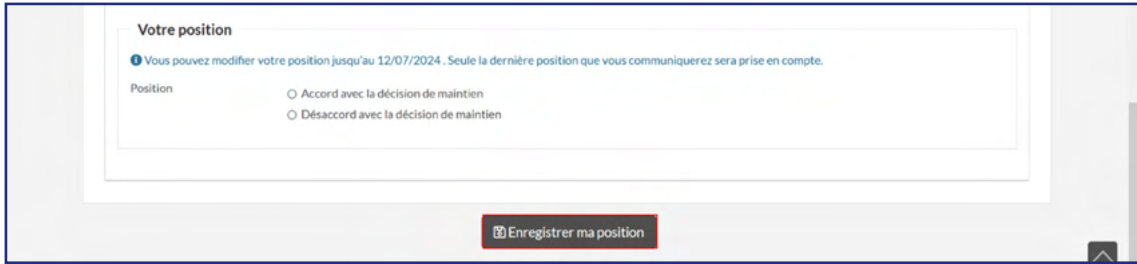 Votre position
Vous pouvez modifier votre position jusqu'au 12/07/2024 . Seule la dernière position que vous communiquerez sera prise en compte.
Position
Accord avec la décision de maintien
Désaccord avec la décision de maintien
Enregistrer ma position